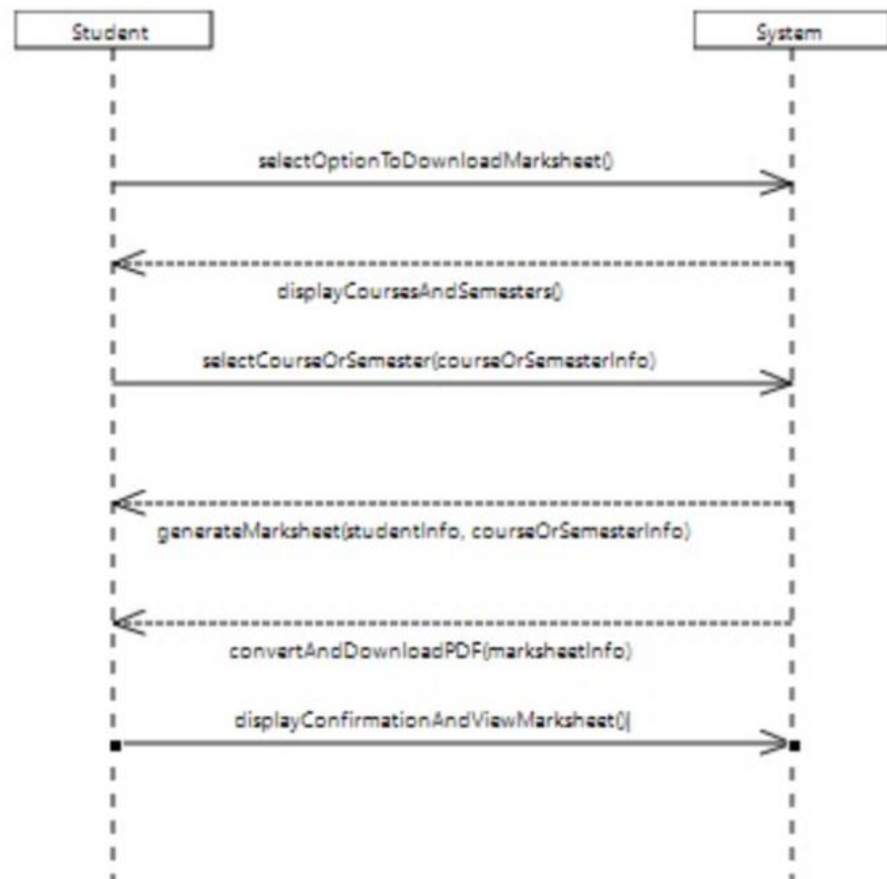 Student
System
selectOptionToDownloadMarksheet()
displayCoursesAndSemesters()
selectCourseOrSemester(courseOrSemesterInfo)
generateMarksheet(studentInfo, courseOrSemesterInfo)
convertAndDownloadPDF(marksheetInfo)
displayConfirmationAndViewMarksheet()